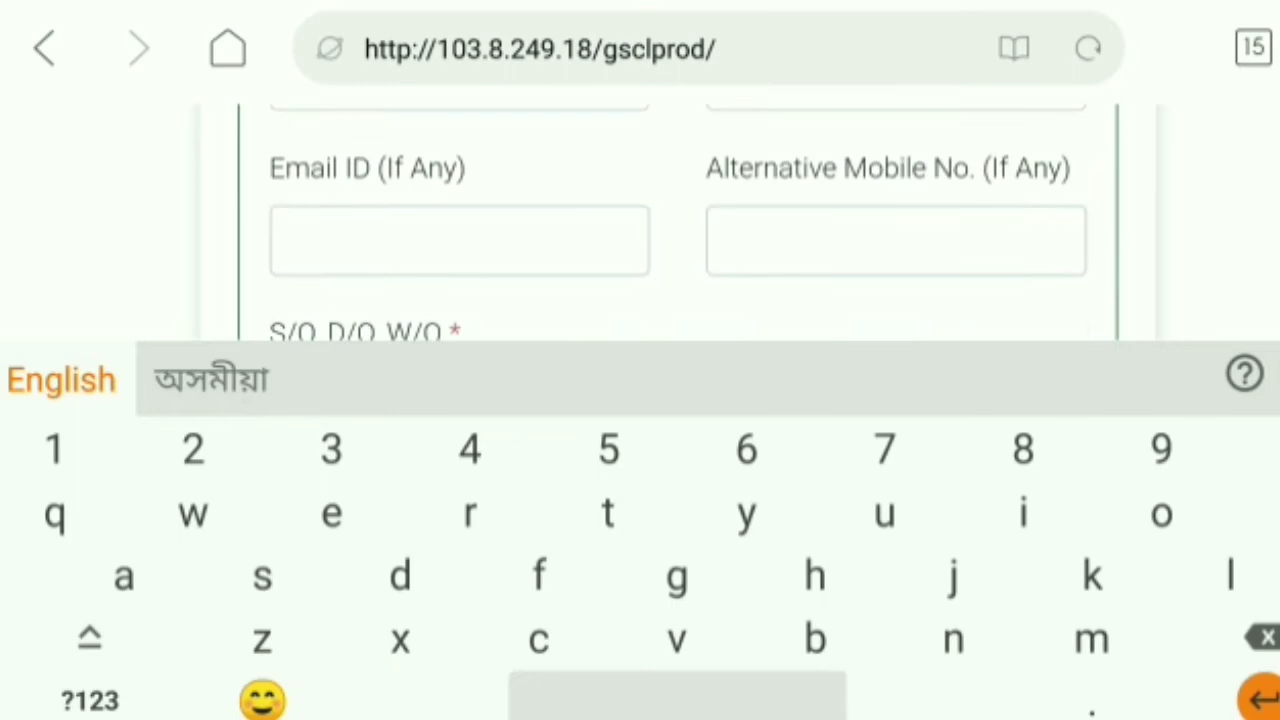 http://103.8.249.18/gsclprod/
15
Email ID (If Any) Alternative Mobile No. (If Any)
S/O, D/O, W/O *
English অসমীয়া ?
1 2 3 4 5 6 7 8 9
q w e r t y u i o
a s d f g h j k l
z x c v b n m x
?123 .